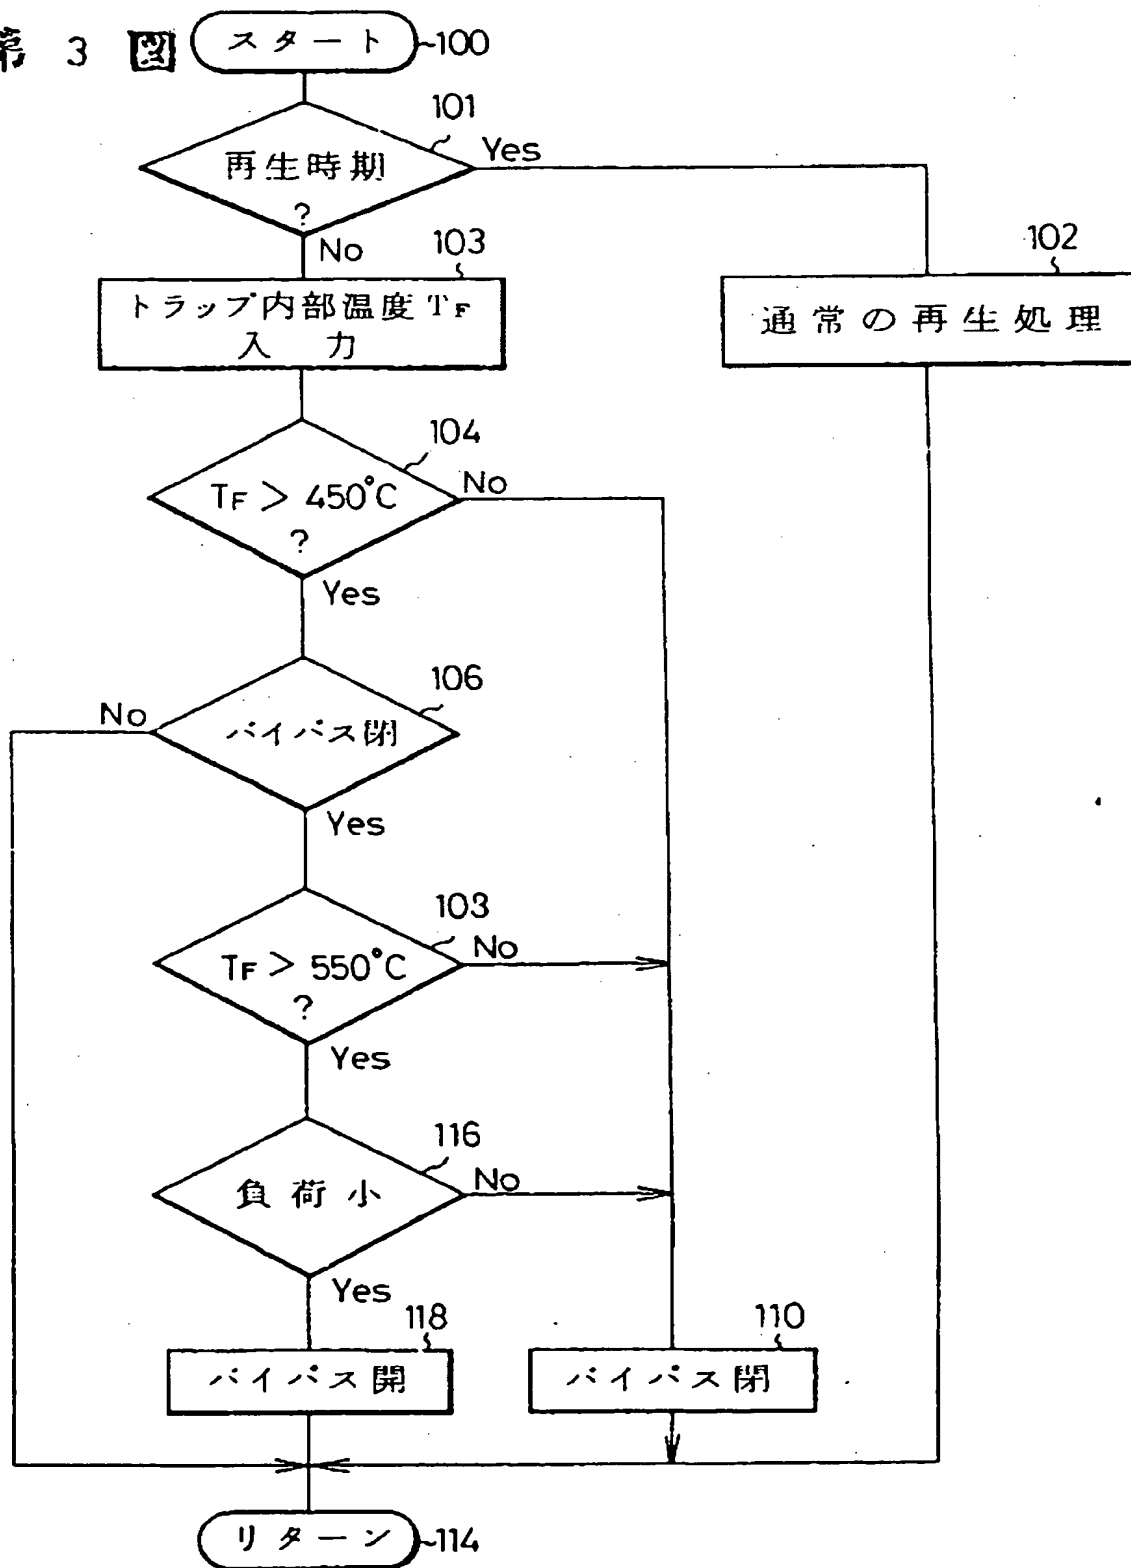 第 3 図
スタート
100
101
再生時期
?
Yes
No
103
トラップ内部温度TF
入 力
102
通常の再生処理
104
TF > 450°C
?
No
Yes
106
バイパス閉
No
Yes
103
TF > 550°C
?
No
Yes
116
負荷小
No
Yes
118
バイパス開
110
バイパス閉
リターン
114